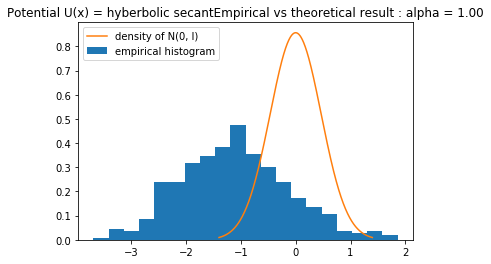 Potential U(x) = hyberbolic secantEmpirical vs theoretical result : alpha = 1.00
density of N(0, I)
empirical histogram
0.8
0.7
0.6
0.5
0.4
0.3
0.2
0.1
0.0
−3 −2 −1 0 1 2